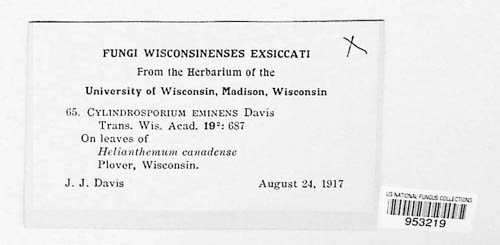 FUNGI WISCONSINENSES EXSICCATI
From the Herbarium of the
University of Wisconsin, Madison, Wisconsin
65. CYLINDROSPORIUM EMINENS Davis
Trans. Wis. Acad. 19²: 687
On leaves of
Helianthemum canadense
Plover, Wisconsin.
J. J. Davis August 24, 1917
US NATIONAL FUNGUS COLLECTIONS
953219